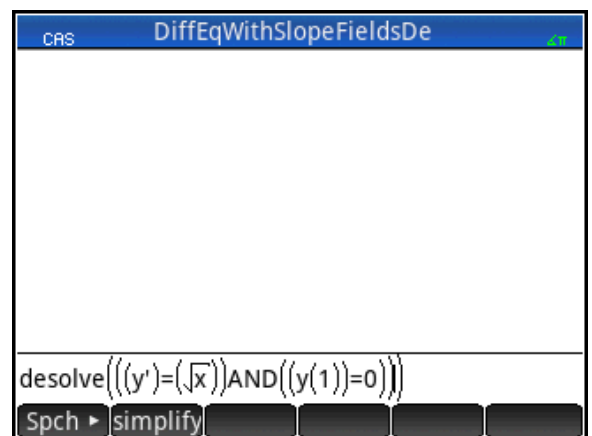 CAS DiffEqWithSlopeFieldsDe ∡π
desolve(((y')=(√x))AND((y(1))=0))
Spch ▸ simplify